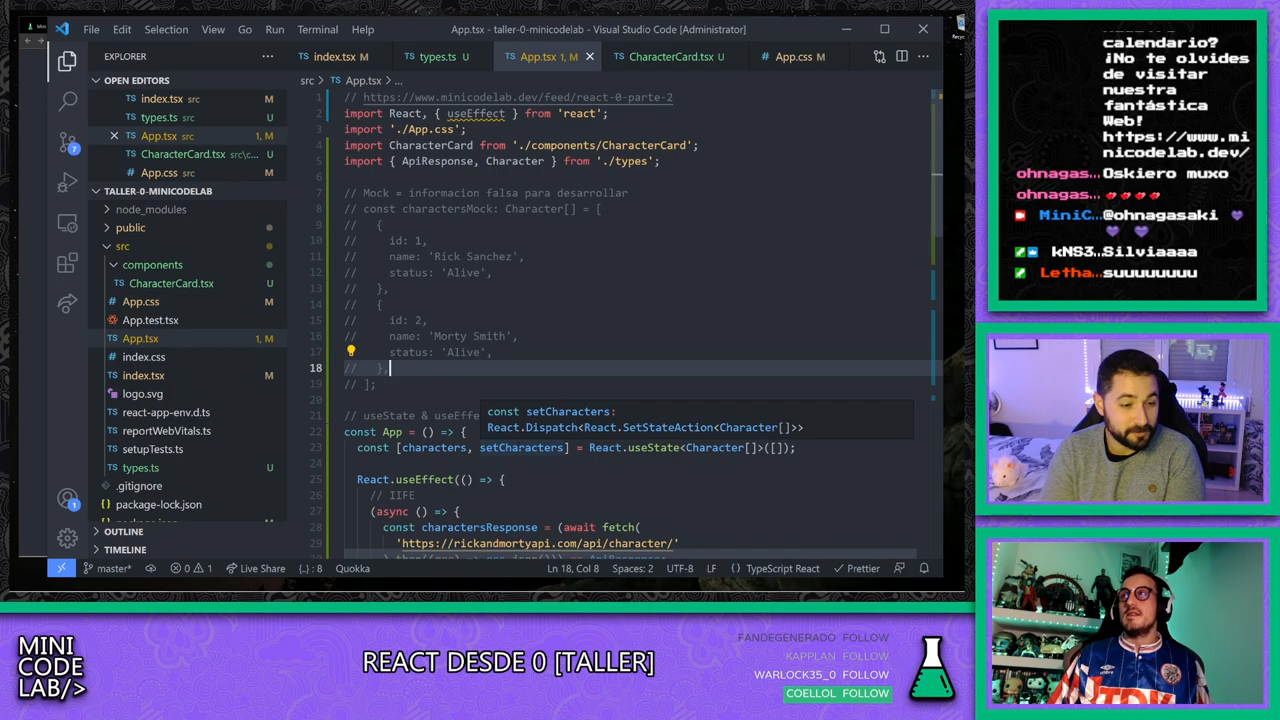 File Edit Selection View Go Run Terminal Help
App.tsx - taller-0-minicodelab - Visual Studio Code [Administrator]
EXPLORER
OPEN EDITORS
index.tsx src M
types.ts src U
App.tsx src 1, M
CharacterCard.tsx src\c... U
App.css src M
TALLER-0-MINICODELAB
node_modules
public
src
components
CharacterCard.tsx U
App.css M
App.test.tsx
App.tsx 1, M
index.css
index.tsx M
logo.svg
react-app-env.d.ts
reportWebVitals.ts
setupTests.ts
types.ts U
.gitignore
package-lock.json
OUTLINE
TIMELINE
7
1
index.tsx M types.ts U App.tsx 1, M CharacterCard.tsx U App.css M
src > App.tsx > ...
1 // https://www.minicodelab.dev/feed/react-0-parte-2
2 import React, { useEffect } from 'react';
3 import './App.css';
4 import CharacterCard from './components/CharacterCard';
5 import { ApiResponse, Character } from './types';
6
7 // Mock = informacion falsa para desarrollar
8 // const charactersMock: Character[] = [
9 // {
10 // id: 1,
11 // name: 'Rick Sanchez',
12 // status: 'Alive',
13 // },
14 // {
15 // id: 2,
16 // name: 'Morty Smith',
17 // status: 'Alive',
18 // },
19 // ];
20
21 // useState & useEffe
const setCharacters:
React.Dispatch<React.SetStateAction<Character[]>>
22 const App = () => {
23 const [characters, setCharacters] = React.useState<Character[]>([]);
24
25 React.useEffect(() => {
26 // IIFE
27 (async () => {
28 const charactersResponse = (await fetch(
29 'https://rickandmortyapi.com/api/character/'
master* 0 1 Live Share {..} : 8 Quokka Ln 18, Col 8 Spaces: 2 UTF-8 LF {} TypeScript React Prettier
calendario?
¡No te olvides
de visitar
nuestra
fantástica
Web!
https://www.mi
nicodelab.dev/
ohnagas... Oskiero muxo
ohnagas...
MiniC... @ohnagasaki
kNS3... Silviaaaa
Letha... suuuuuuuu
MINI
CODE
LAB/>
REACT DESDE 0 [TALLER]
FANDEGENERADO FOLLOW
KAPPLAN FOLLOW
WARLOCK35_0 FOLLOW
COELLOL FOLLOW